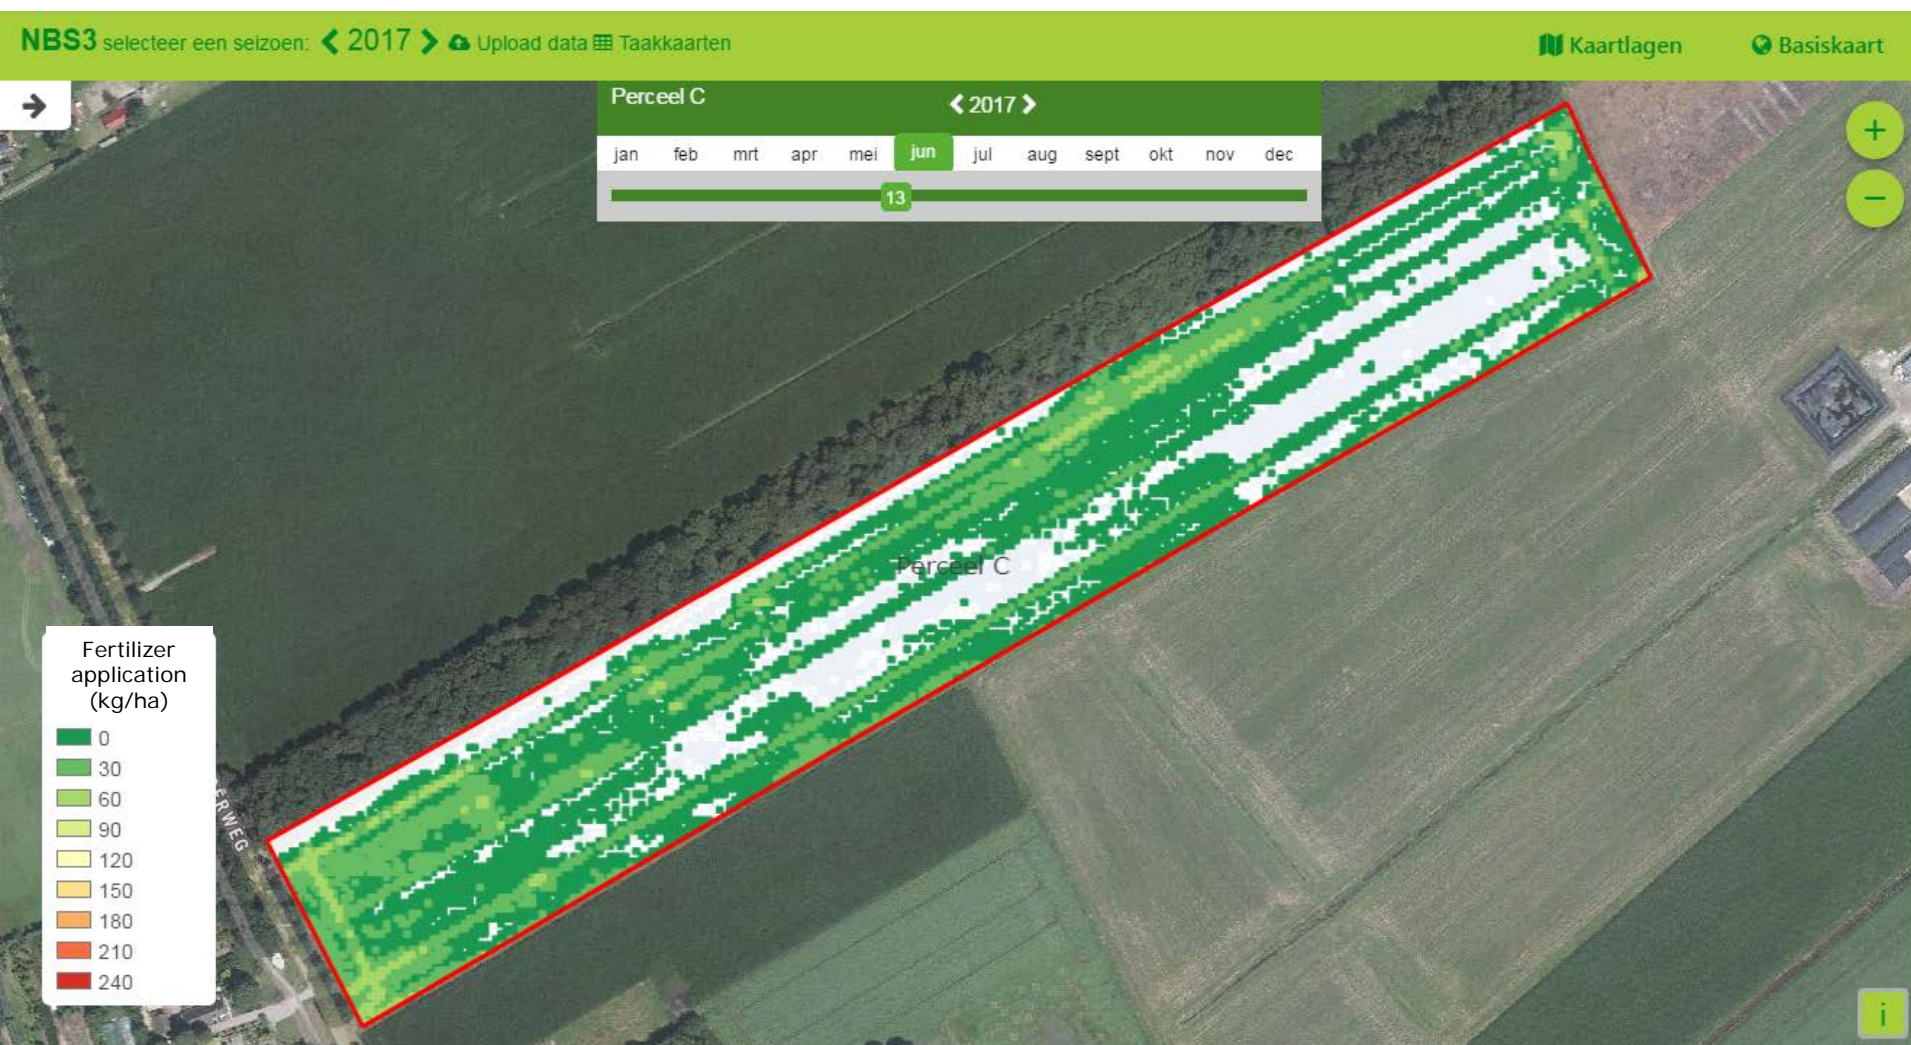 NBS3 selecteer een seizoen: 2017 Upload data Taakkaarten
Kaartlagen
Basiskaart
Perceel C
2017
jan feb mrt apr mei jun jul aug sept okt nov dec
13
+
−
Perceel C
ERWEG
Fertilizer
application
(kg/ha)
0
30
60
90
120
150
180
210
240
i